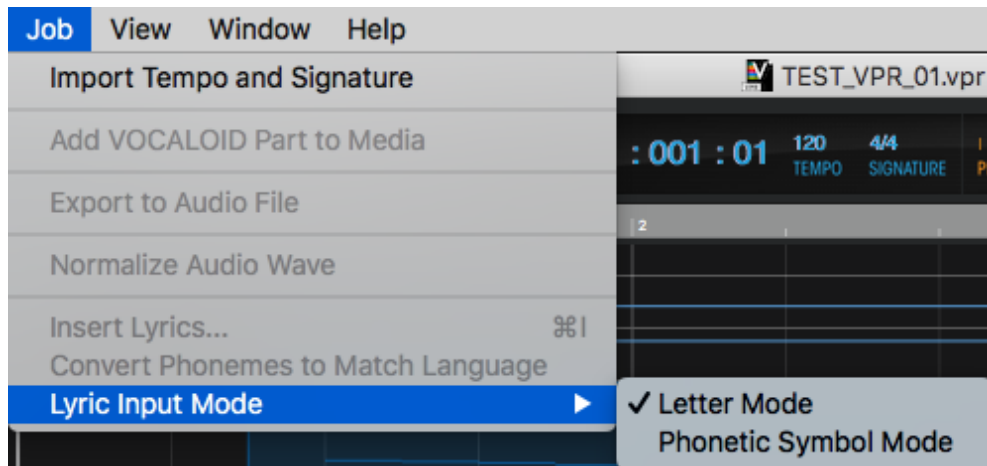 Job View Window Help
Import Tempo and Signature
TEST_VPR_01.vpr
Add VOCALOID Part to Media
: 001 : 01 120 4/4
TEMPO SIGNATURE
Export to Audio File
2
Normalize Audio Wave
Insert Lyrics... ⌘I
Convert Phonemes to Match Language
Lyric Input Mode ▶
✓ Letter Mode
Phonetic Symbol Mode